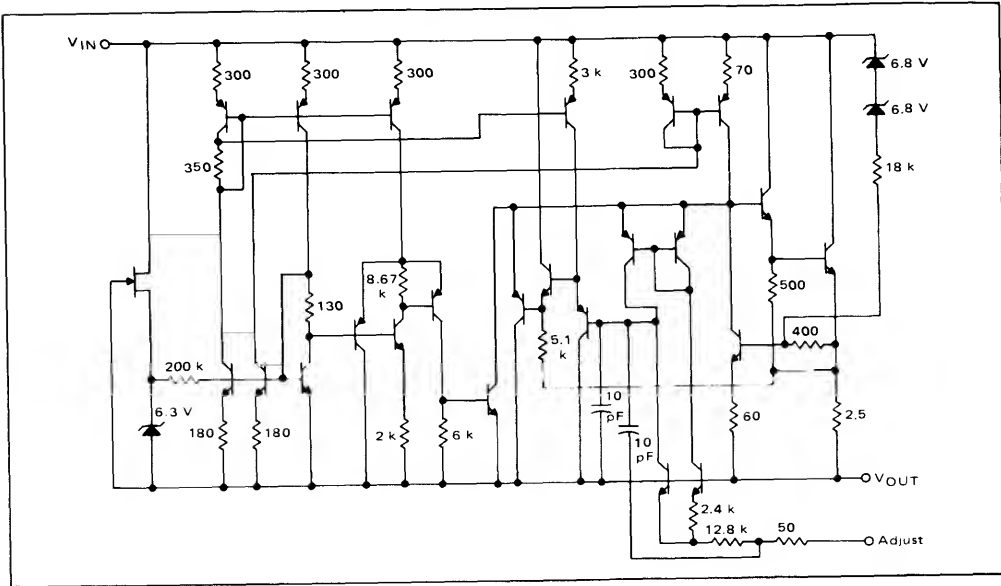 VIN
300
300
300
3 k
300
70
6.8 V
6.8 V
350
18 k
8.67
k
130
500
5.1
k
400
200 k
6.3 V
10
pF
10
pF
60
2.5
180
180
2 k
6 k
VOUT
2.4 k
12.8 k
50
Adjust